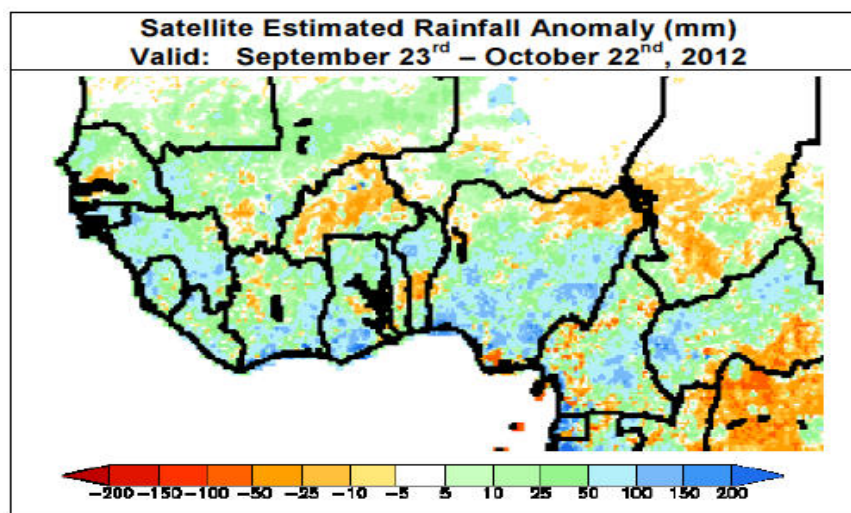 Satellite Estimated Rainfall Anomaly (mm)
Valid: September 23rd – October 22nd, 2012
-200 -150 -100 -50 -25 -10 -5 5 10 25 50 100 150 200